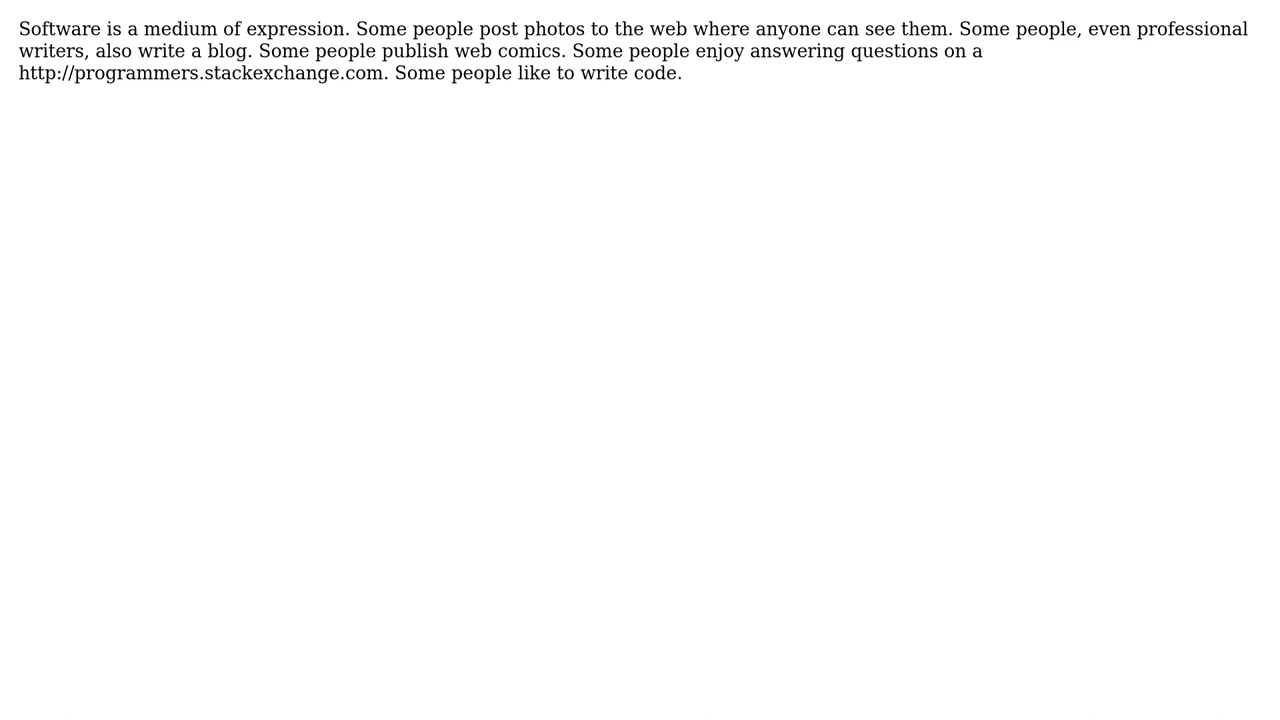 Software is a medium of expression. Some people post photos to the web where anyone can see them. Some people, even professional
writers, also write a blog. Some people publish web comics. Some people enjoy answering questions on a
http://programmers.stackexchange.com. Some people like to write code.